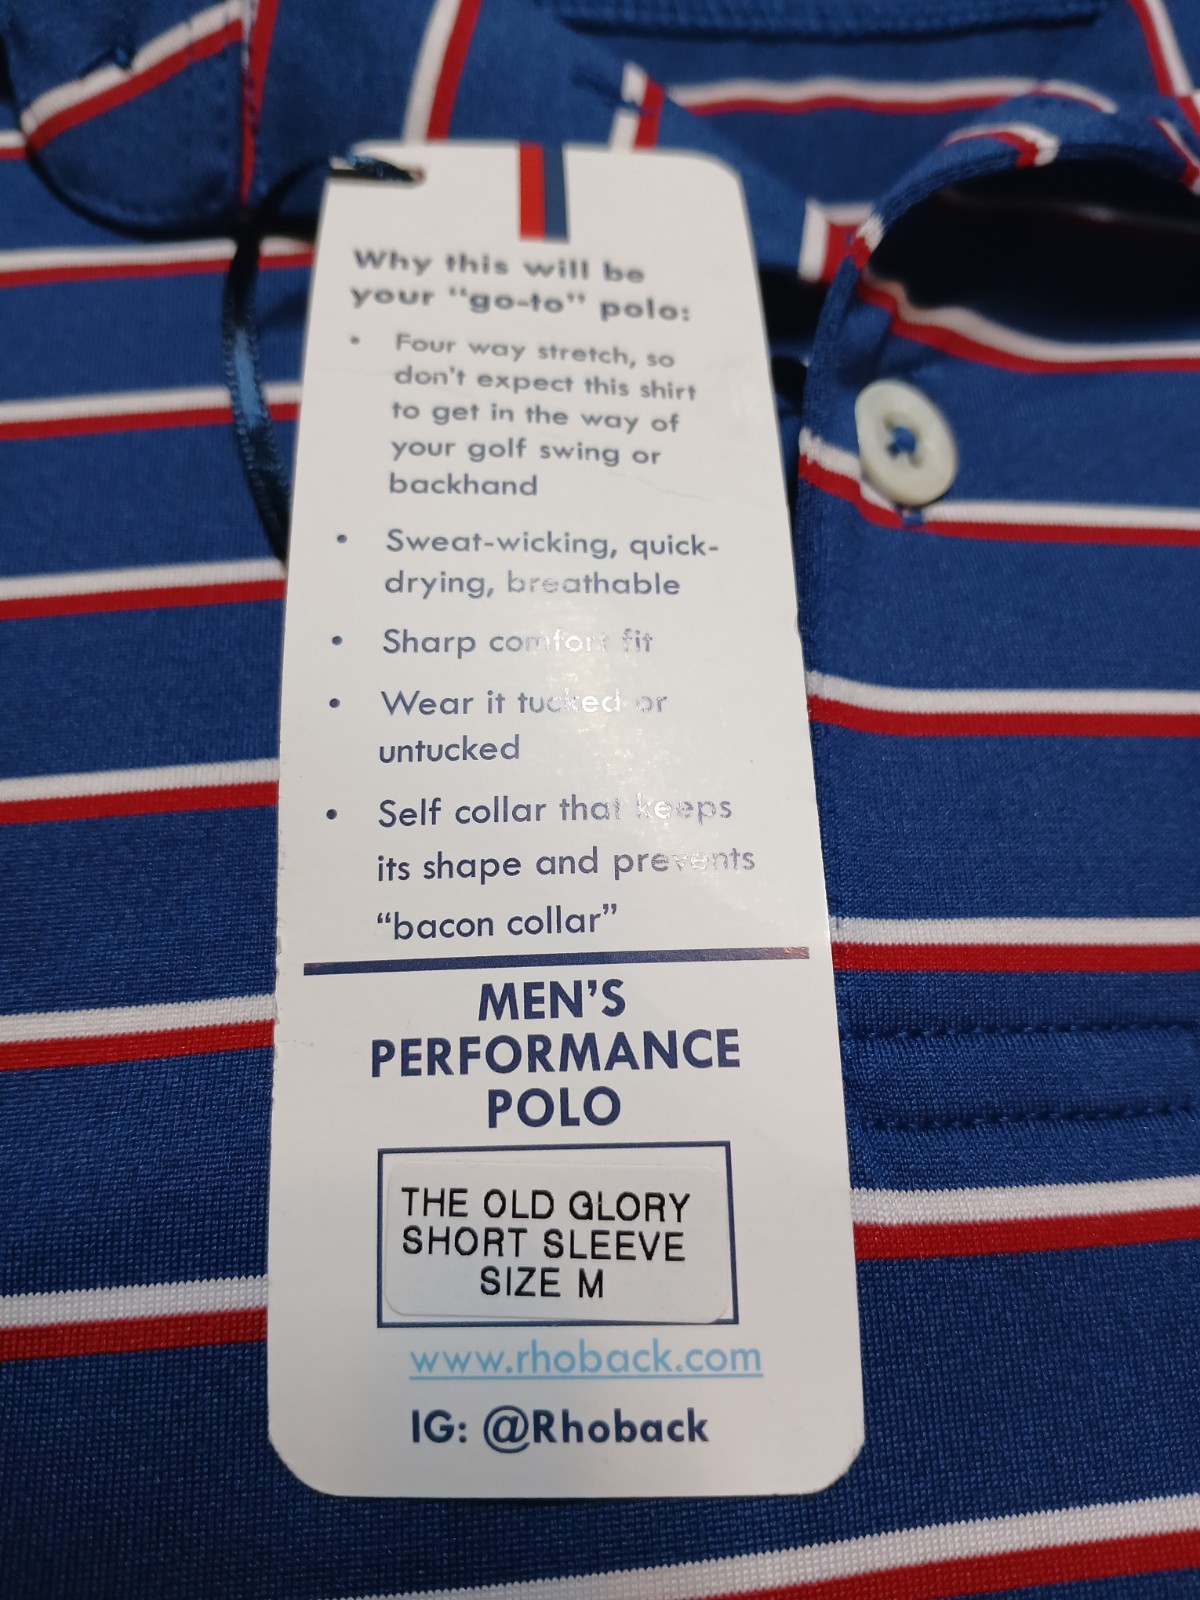 Why this will be
your "go-to" polo:
• Four way stretch, so
don't expect this shirt
to get in the way of
your golf swing or
backhand
• Sweat-wicking, quick-
drying, breathable
• Sharp comfort fit
• Wear it tucked or
untucked
• Self collar that keeps
its shape and prevents
“bacon collar”
MEN'S
PERFORMANCE
POLO
THE OLD GLORY
SHORT SLEEVE
SIZE M
www.rhoback.com
IG: @Rhoback